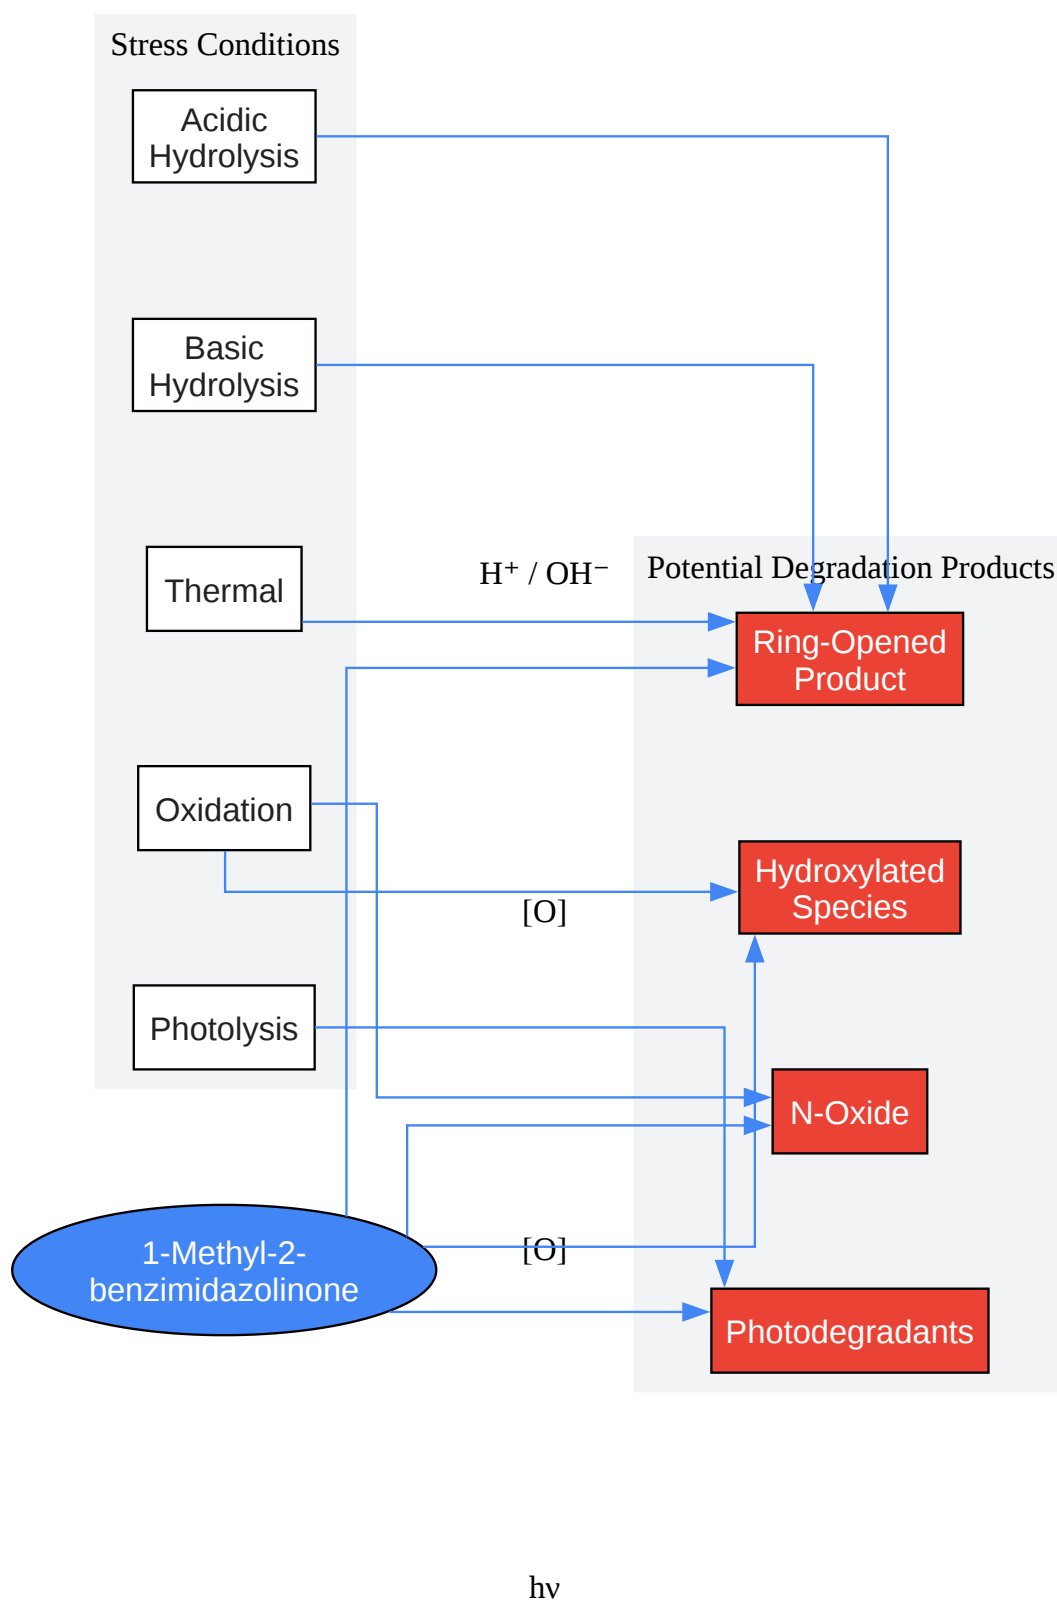 Stress Conditions
Acidic
Hydrolysis
Basic
Hydrolysis
Thermal
H⁺ / OH⁻
Potential Degradation Products
Ring-Opened
Product
Oxidation
Hydroxylated
Species
[O]
Photolysis
N-Oxide
1-Methyl-2-
benzimidazolinone
[O]
Photodegradants
hν